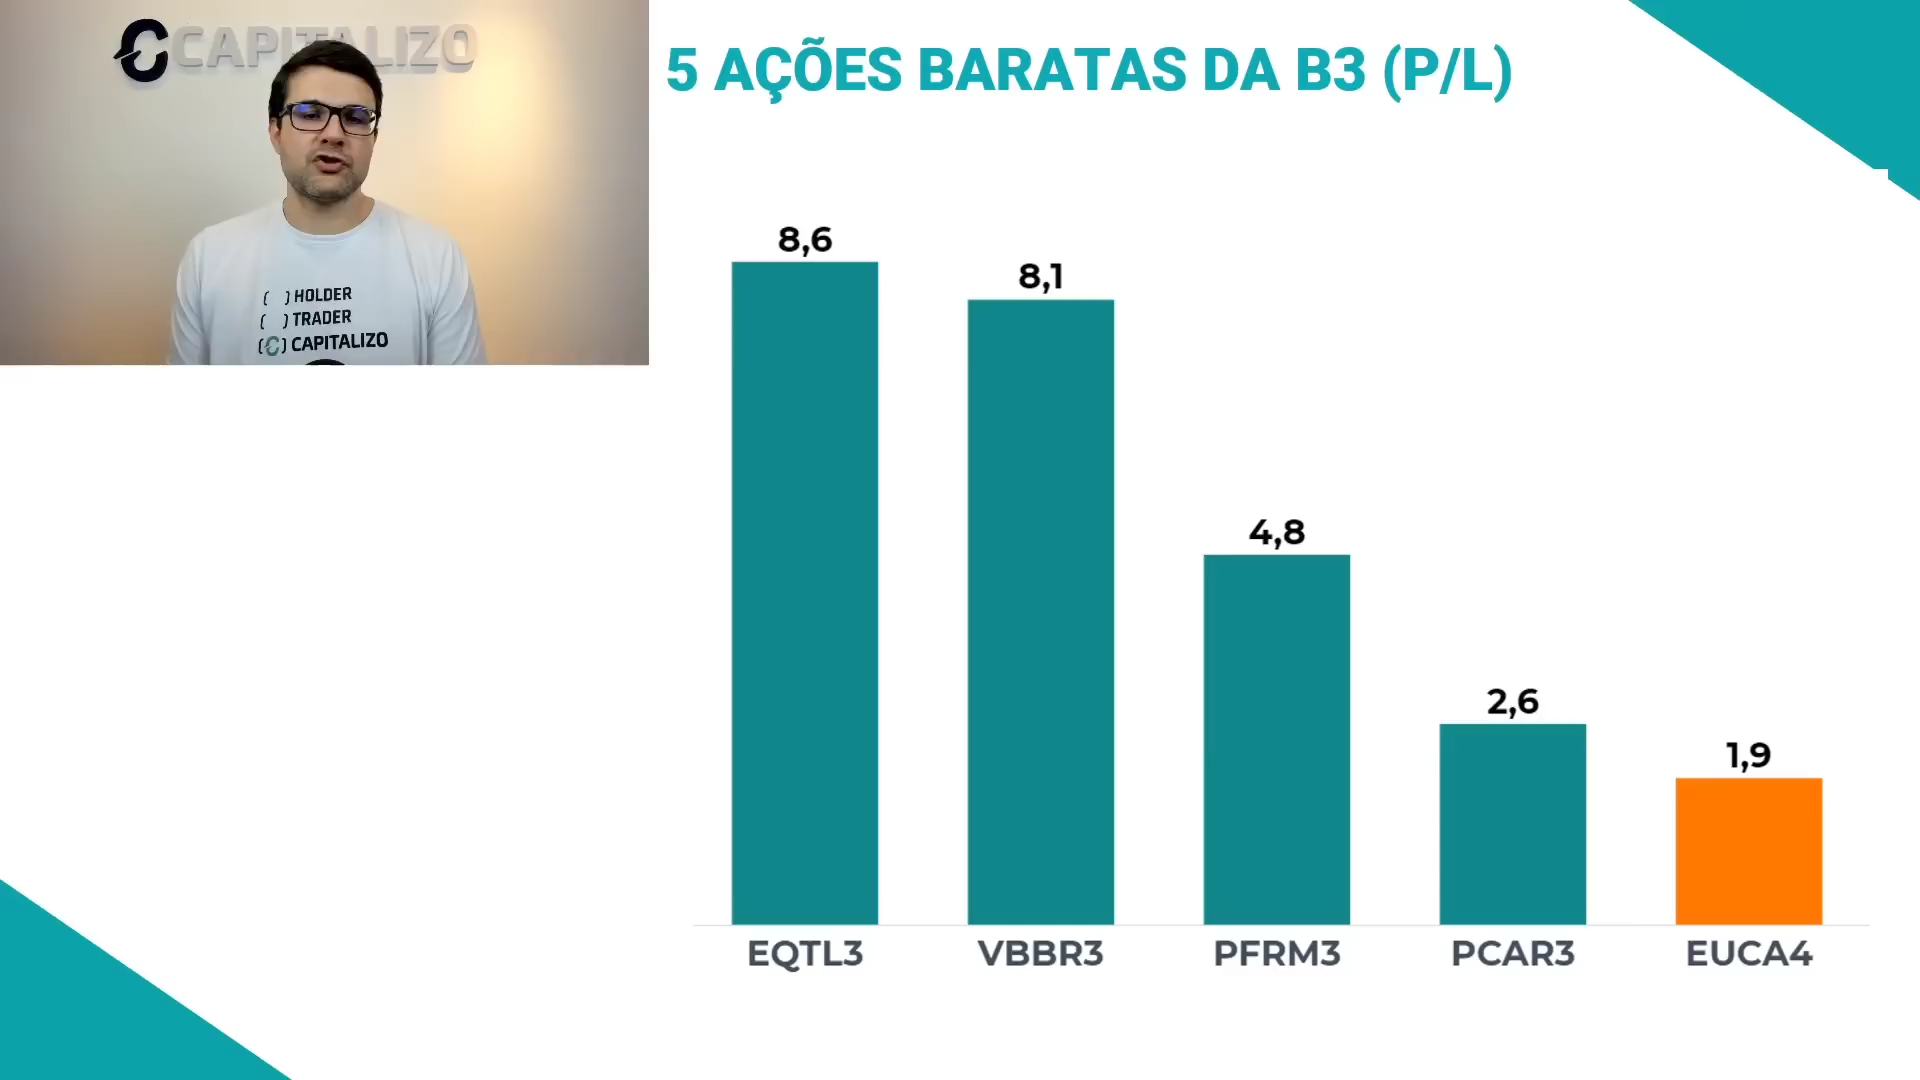 CAPITALIZO
( ) HOLDER
( ) TRADER
( ) CAPITALIZO
5 AÇÕES BARATAS DA B3 (P/L)
8,6
8,1
4,8
2,6
1,9
EQTL3
VBBR3
PFRM3
PCAR3
EUCA4